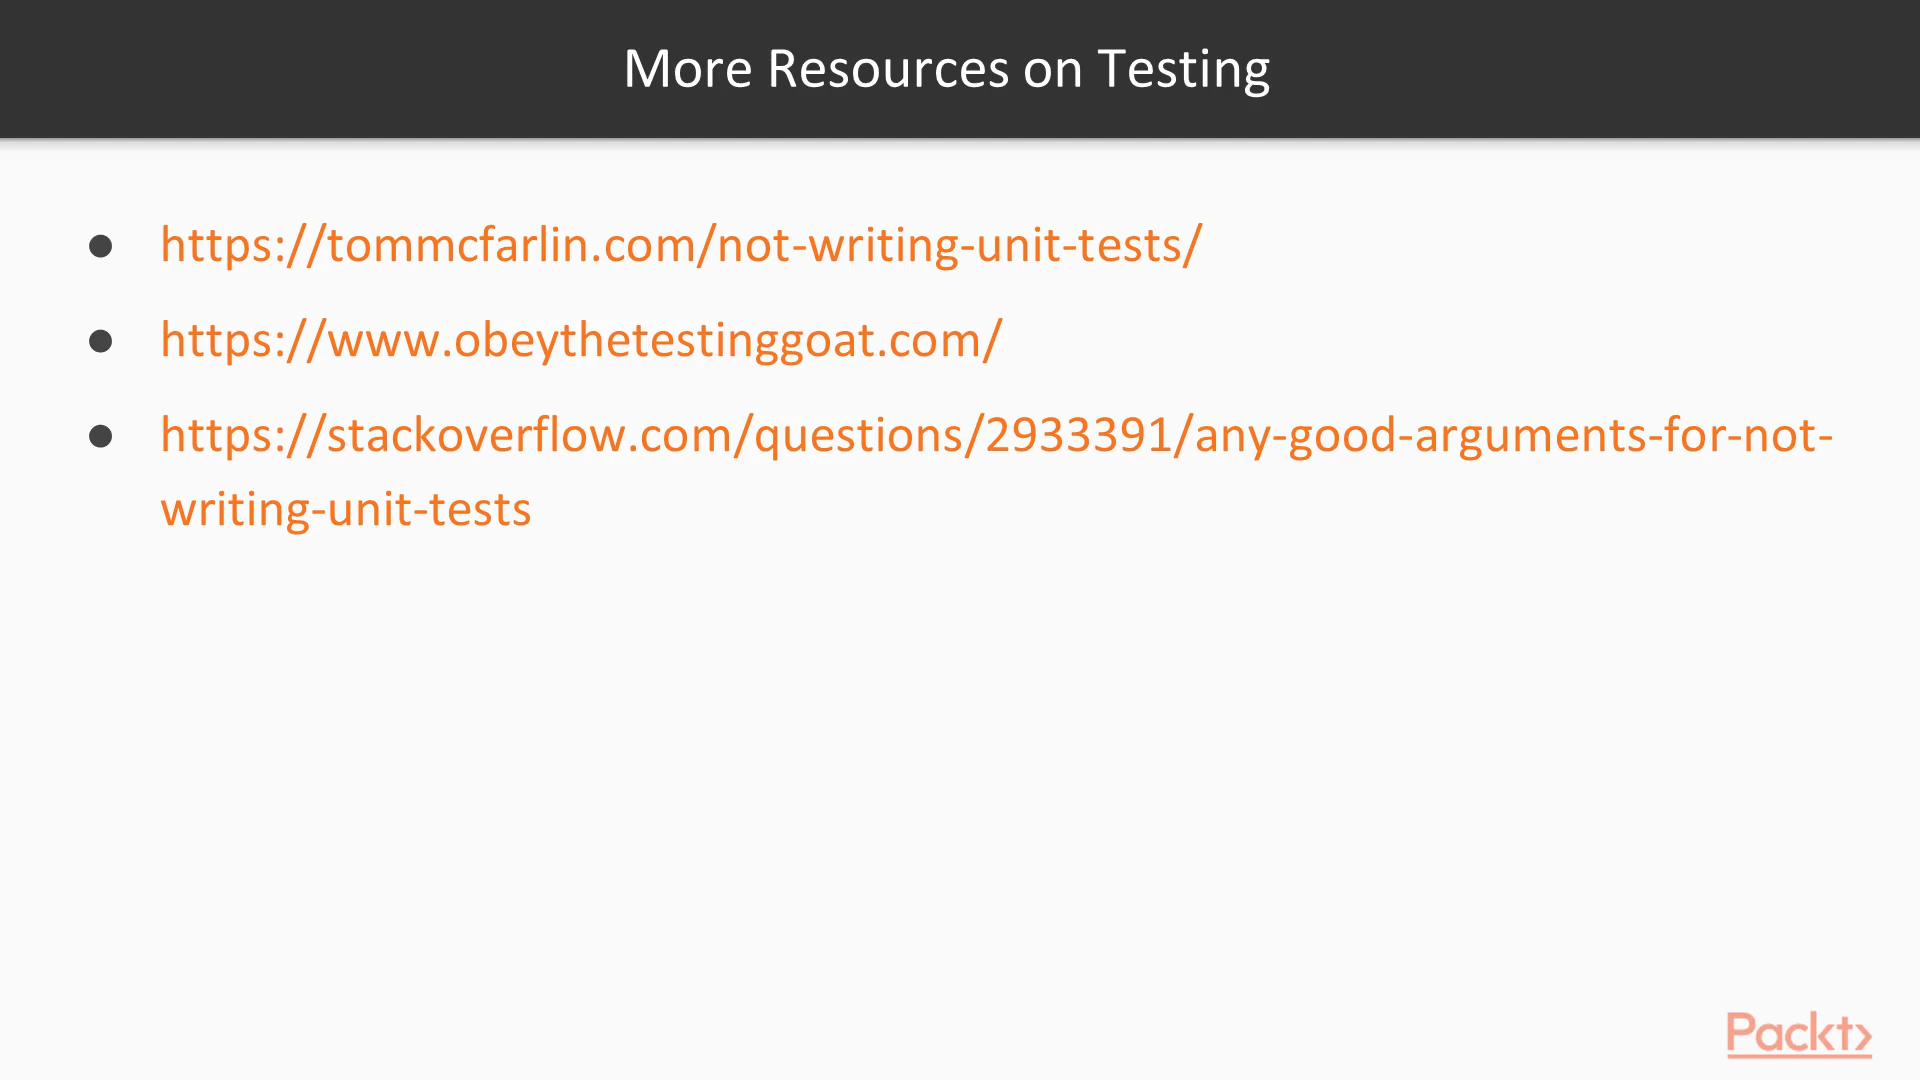 More Resources on Testing
● https://tommcfarlin.com/not-writing-unit-tests/
● https://www.obeythetestinggoat.com/
● https://stackoverflow.com/questions/2933391/any-good-arguments-for-not-
writing-unit-tests
Packt>